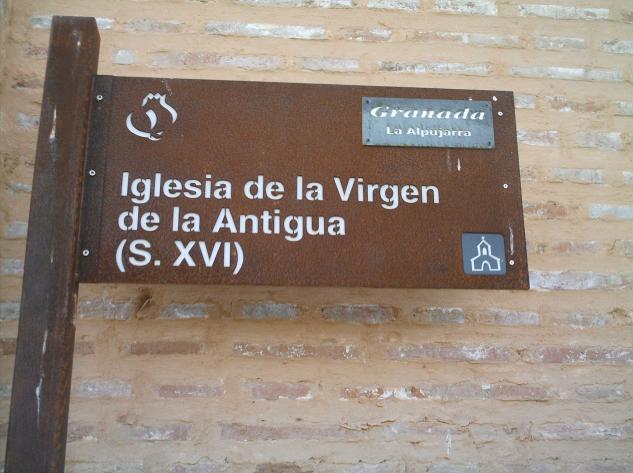 Granada
La Alpujarra
Iglesia de la Virgen
de la Antigua
(S. XVI)